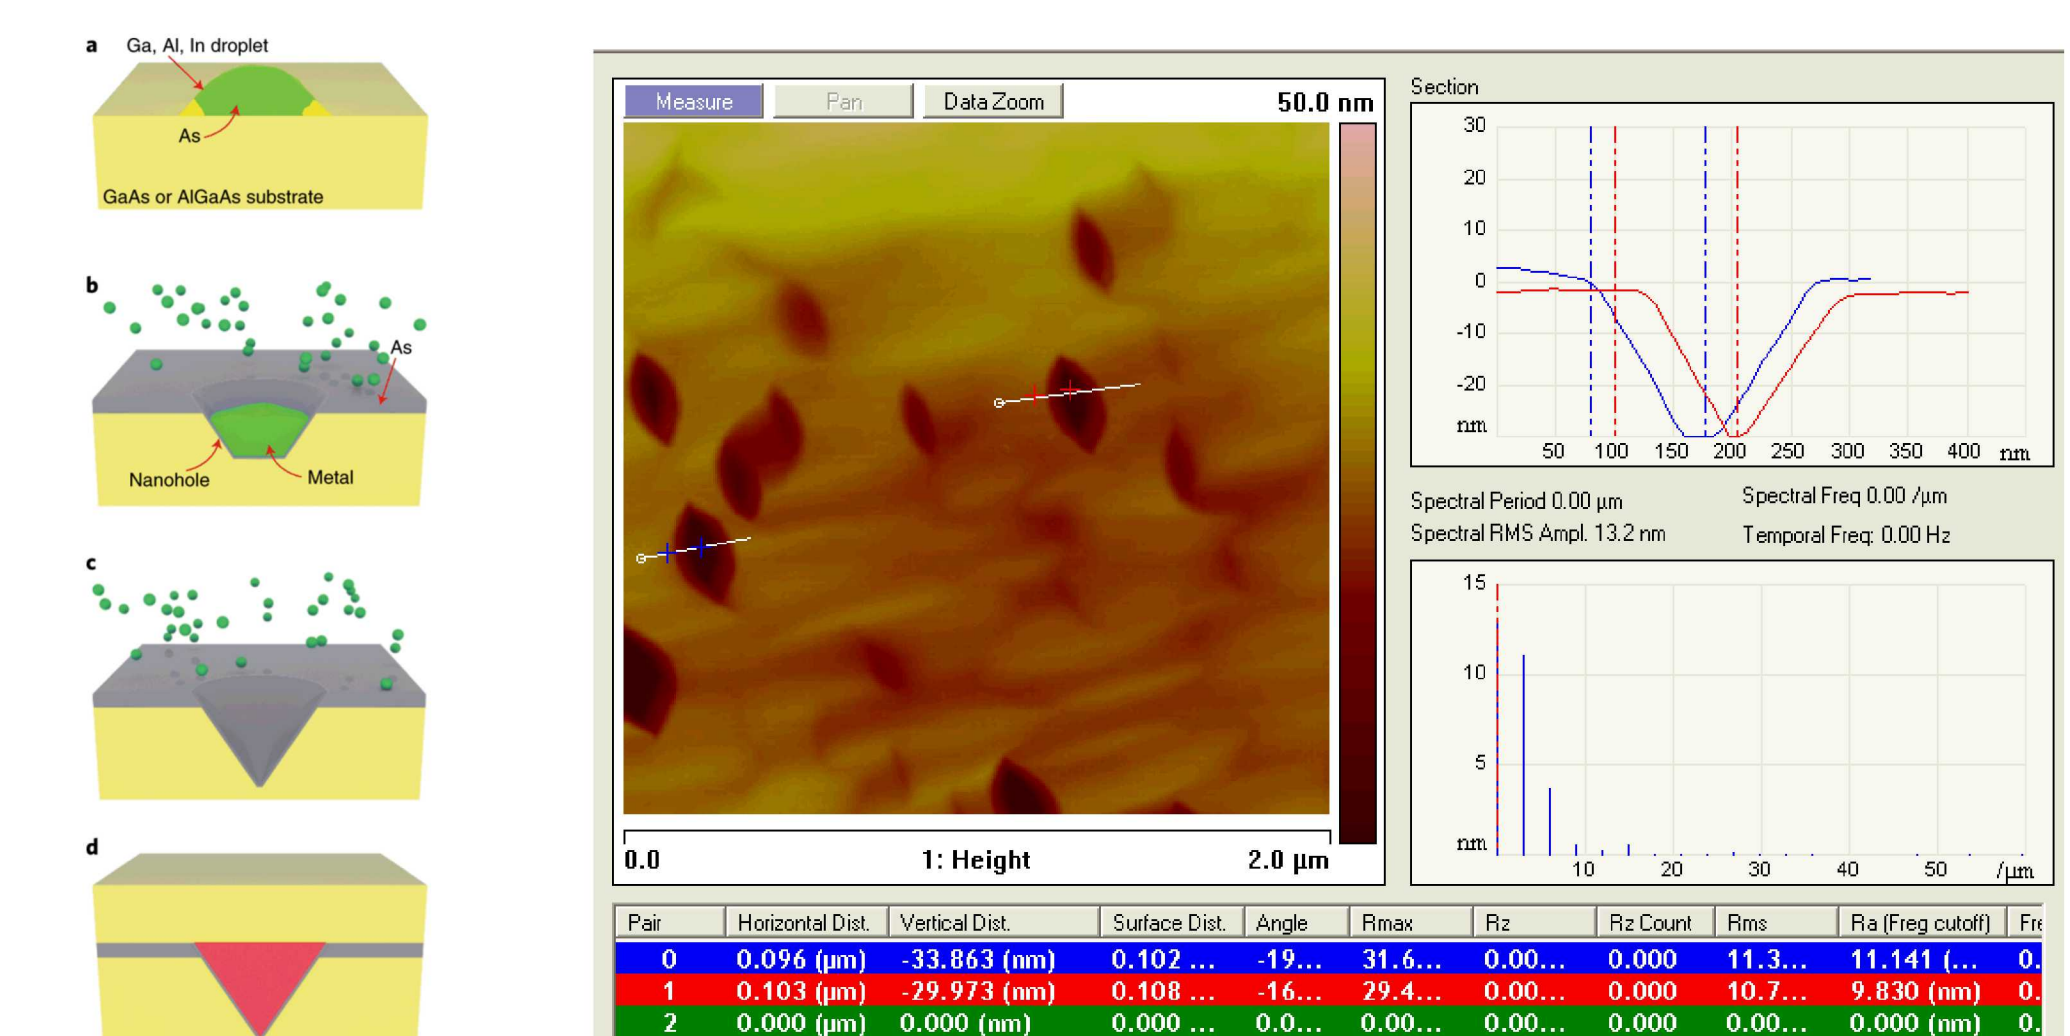 a Ga, Al, In droplet
As
GaAs or AlGaAs substrate
b
As
Nanohole
Metal
c
d
Measure Pan Data Zoom 50.0 nm
0.0 1: Height 2.0 µm
Section
30
20
10
0
-10
-20
nm
50 100 150 200 250 300 350 400 nm
Spectral Period 0.00 µm Spectral Freq 0.00 /µm
Spectral RMS Ampl. 13.2 nm Temporal Freq: 0.00 Hz
15
10
5
nm
10 20 30 40 50 /µm
Pair Horizontal Dist. Vertical Dist. Surface Dist. Angle Rmax Rz Rz Count Rms Ra (Freg cutoff) Fre
0 0.096 (µm) -33.863 (nm) 0.102 ... -19... 31.6... 0.00... 0.000 11.3... 11.141 (... 0.
1 0.103 (µm) -29.973 (nm) 0.108 ... -16... 29.4... 0.00... 0.000 10.7... 9.830 (nm) 0.
2 0.000 (µm) 0.000 (nm) 0.000 ... 0.0... 0.00... 0.00... 0.000 0.00... 0.000 (nm) 0.